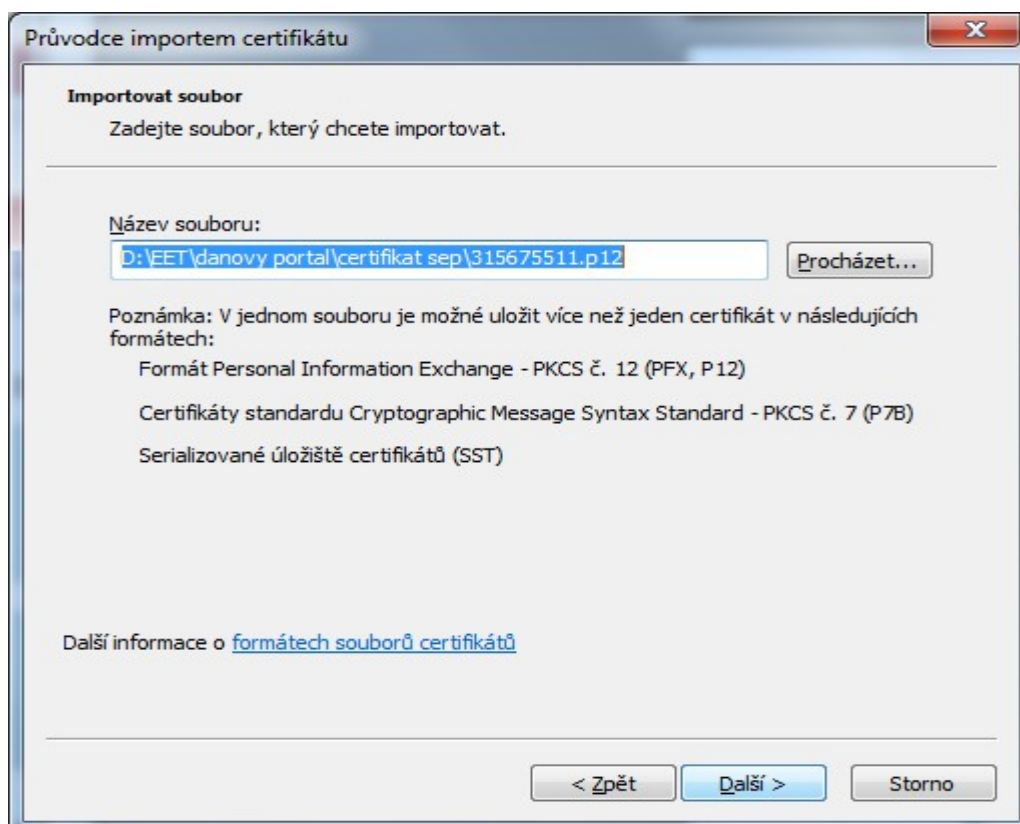 Průvodce importem certifikátu
Importovat soubor
Zadejte soubor, který chcete importovat.
Název souboru:
D:\EET\danovy portal\certifikat sep\315675511.p12
Procházet...
Poznámka: V jednom souboru je možné uložit více než jeden certifikát v následujících
formátech:
Formát Personal Information Exchange - PKCS č. 12 (PFX, P12)
Certifikáty standardu Cryptographic Message Syntax Standard - PKCS č. 7 (P7B)
Serializované úložiště certifikátů (SST)
Další informace o formátech souborů certifikátů
< Zpět
Další >
Storno